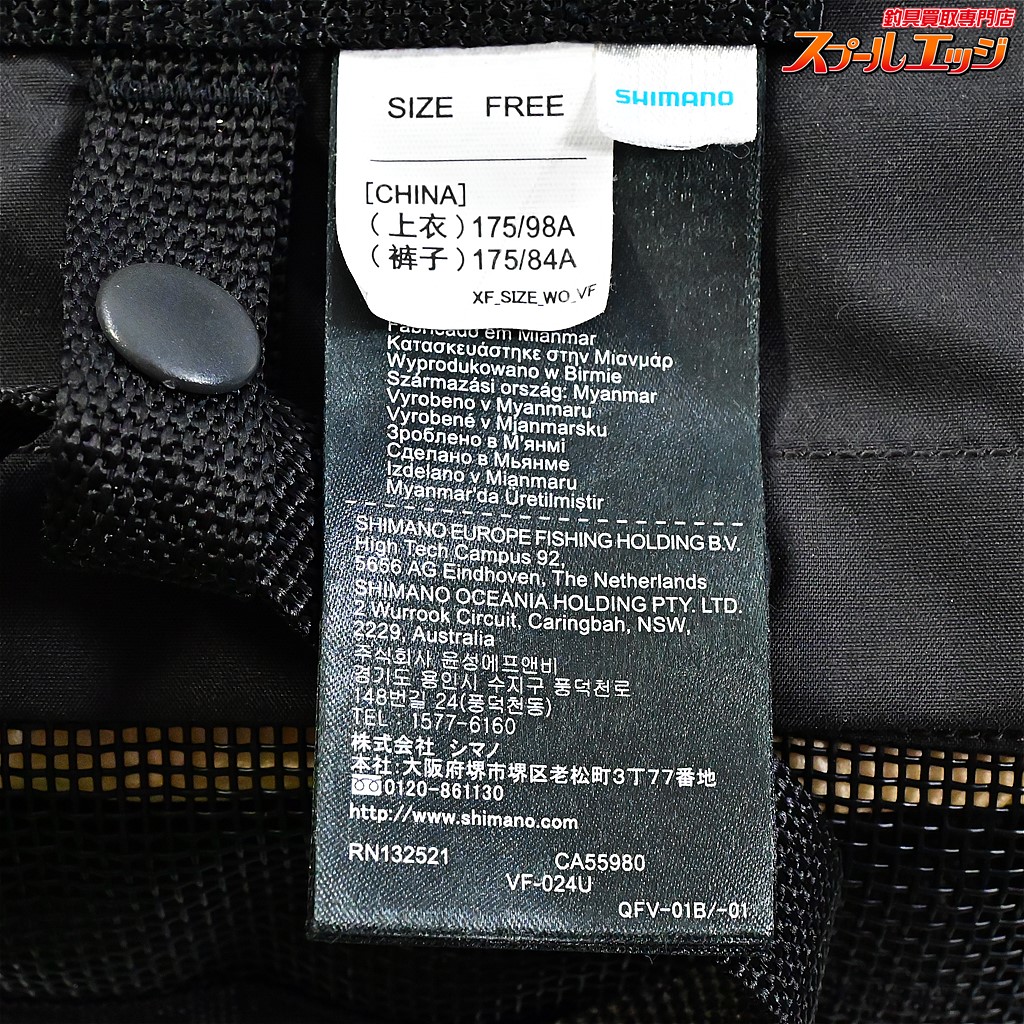 釣具買取専門店
スプールエッジ
SIZE FREE
SHIMANO
[CHINA]
(上衣)175/98A
(裤子)175/84A
XF_SIZE_WO_VF
Fabricado em Mianmar
Κατασκευάστηκε στην Μιανμάρ
Wyprodukowano w Birmie
Származási ország: Myanmar
Vyrobeno v Myanmaru
Vyrobené v Mjanmarsku
Зроблено в М'янмі
Сделано в Мьянме
Izdelano v Mianmaru
Myanmar'da Üretilmiştir
SHIMANO EUROPE FISHING HOLDING B.V.
High Tech Campus 92,
5656 AG Eindhoven, The Netherlands
SHIMANO OCEANIA HOLDING PTY. LTD.
2 Wurrook Circuit, Caringbah, NSW,
2229, Australia
주식회사 윤성에프앤비
경기도 용인시 수지구 풍덕천로
148번길 24(풍덕천동)
TEL : 1577-6160
株式会社 シマノ
本社:大阪府堺市堺区老松町3丁77番地
0120-861130
http://www.shimano.com
RN132521 CA55980
VF-024U
QFV-01B/-01